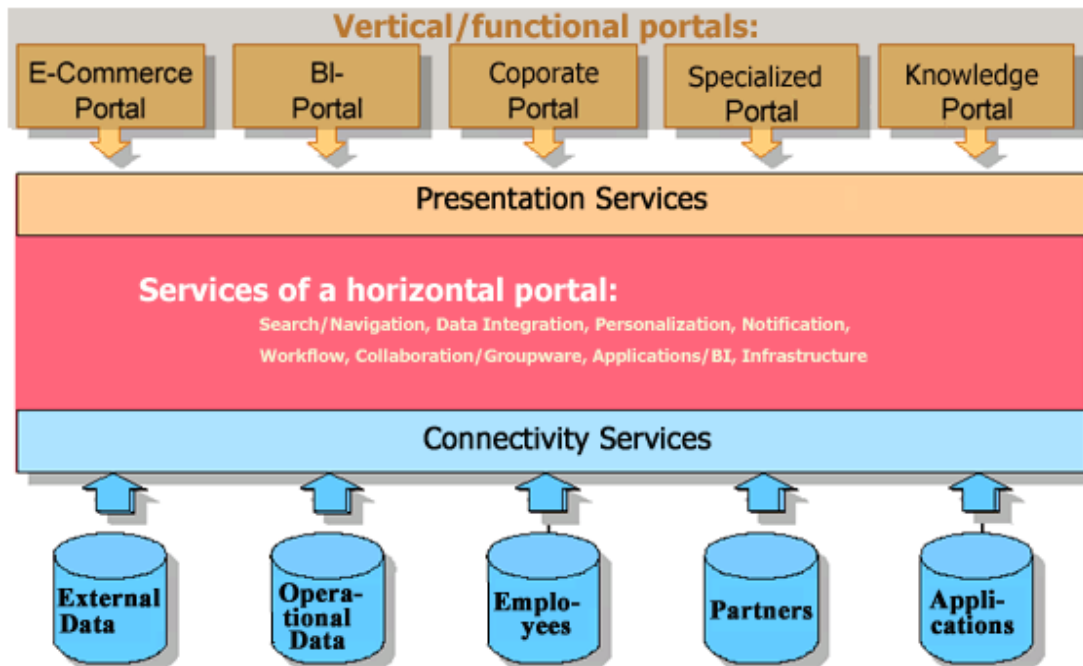 Vertical/functional portals:
E-Commerce
Portal
BI-
Portal
Coporate
Portal
Specialized
Portal
Knowledge
Portal
Presentation Services
Services of a horizontal portal:
Search/Navigation, Data Integration, Personalization, Notification,
Workflow, Collaboration/Groupware, Applications/BI, Infrastructure
Connectivity Services
External
Data
Opera-
tional
Data
Emplo-
yees
Partners
Appli-
cations